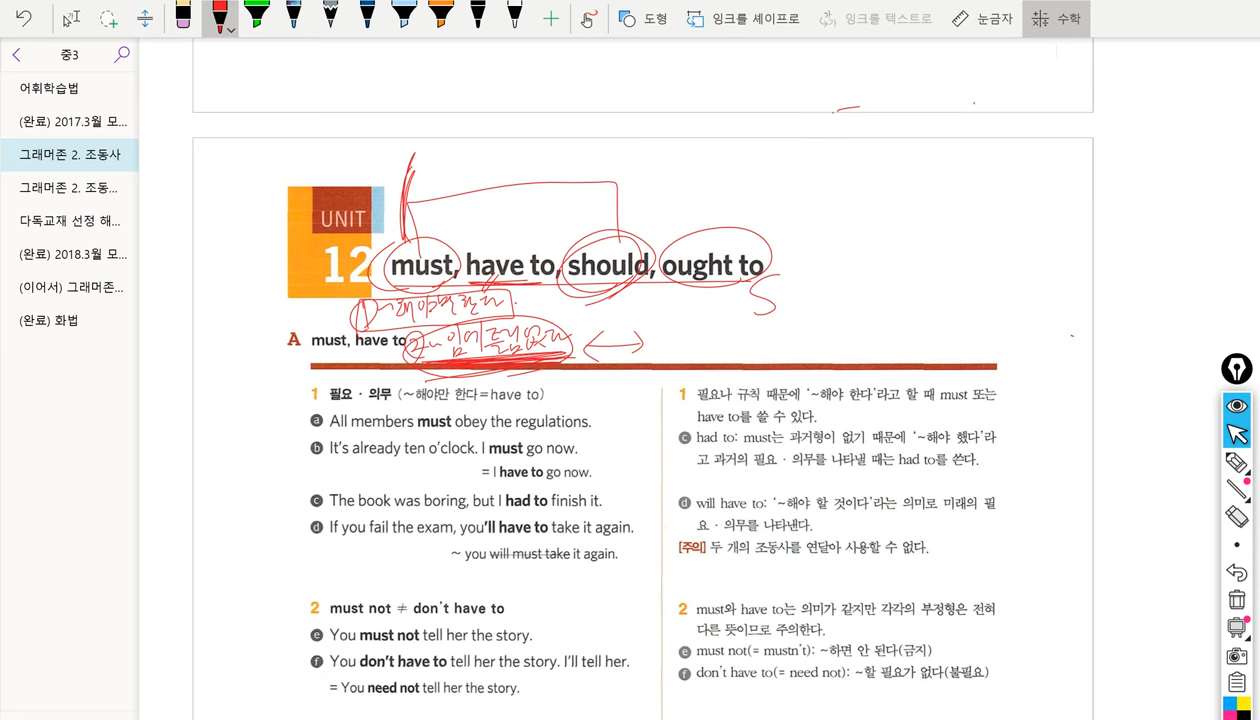 도형
잉크를 셰이프로
잉크를 텍스트로
눈금자
수학
중3
어휘학습법
(완료) 2017.3월 모...
그래머존 2. 조동사
그래머존 2. 조동...
다독교재 선정 해...
(완료) 2018.3월 모...
(이어서) 그래머존...
(완료) 화법
UNIT
12 must, have to, should, ought to
S
① ~해야만 한다.
A must, have to
② ~임에 틀림없다
1 필요 · 의무 (~해야만 한다=have to)
ⓐ All members must obey the regulations.
ⓑ It's already ten o'clock. I must go now.
= I have to go now.
ⓒ The book was boring, but I had to finish it.
ⓓ If you fail the exam, you'll have to take it again.
~ you will must take it again.
2 must not ≠ don't have to
ⓔ You must not tell her the story.
ⓕ You don't have to tell her the story. I'll tell her.
= You need not tell her the story.
1 필요나 규칙 때문에 '~해야 한다'라고 할 때 must 또는
have to를 쓸 수 있다.
ⓒ had to: must는 과거형이 없기 때문에 '~해야 했다'라
고 과거의 필요 · 의무를 나타낼 때는 had to를 쓴다.
ⓓ will have to: '~해야 할 것이다'라는 의미로 미래의 필
요 · 의무를 나타낸다.
[주의] 두 개의 조동사를 연달아 사용할 수 없다.
2 must와 have to는 의미가 같지만 각각의 부정형은 전혀
다른 뜻이므로 주의한다.
ⓔ must not(= mustn't): ~하면 안 된다(금지)
ⓕ don't have to(= need not): ~할 필요가 없다(불필요)